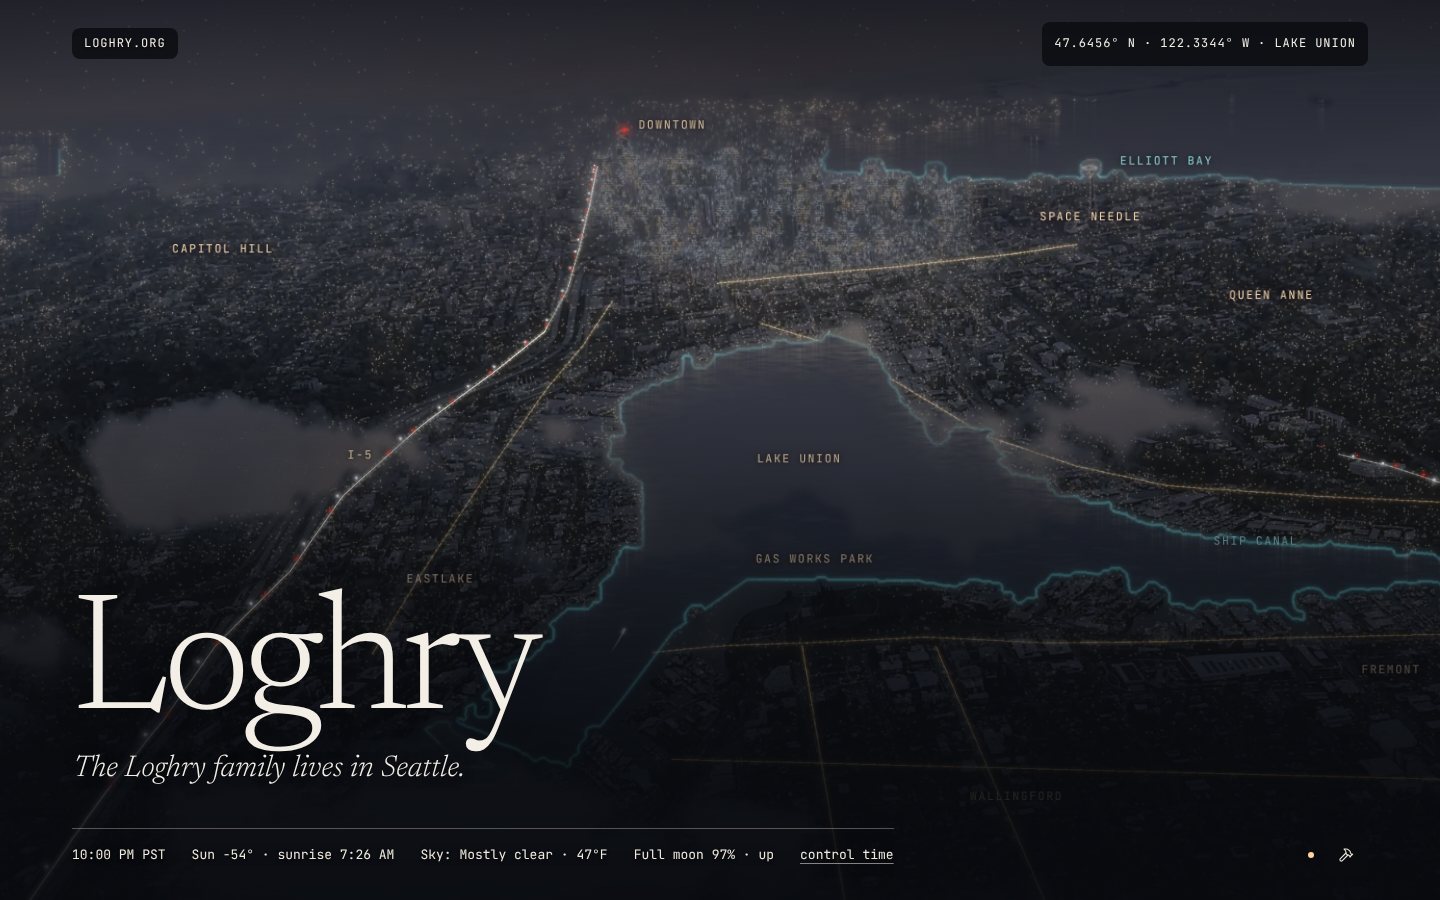 LOGHRY.ORG
47.6456° N · 122.3344° W · LAKE UNION
DOWNTOWN
ELLIOTT BAY
SPACE NEEDLE
CAPITOL HILL
QUEEN ANNE
I-5
LAKE UNION
SHIP CANAL
GAS WORKS PARK
EASTLAKE
Loghry
FREMONT
The Loghry family lives in Seattle.
WALLINGFORD
10:00 PM PST Sun -54° · sunrise 7:26 AM Sky: Mostly clear · 47°F Full moon 97% · up control time